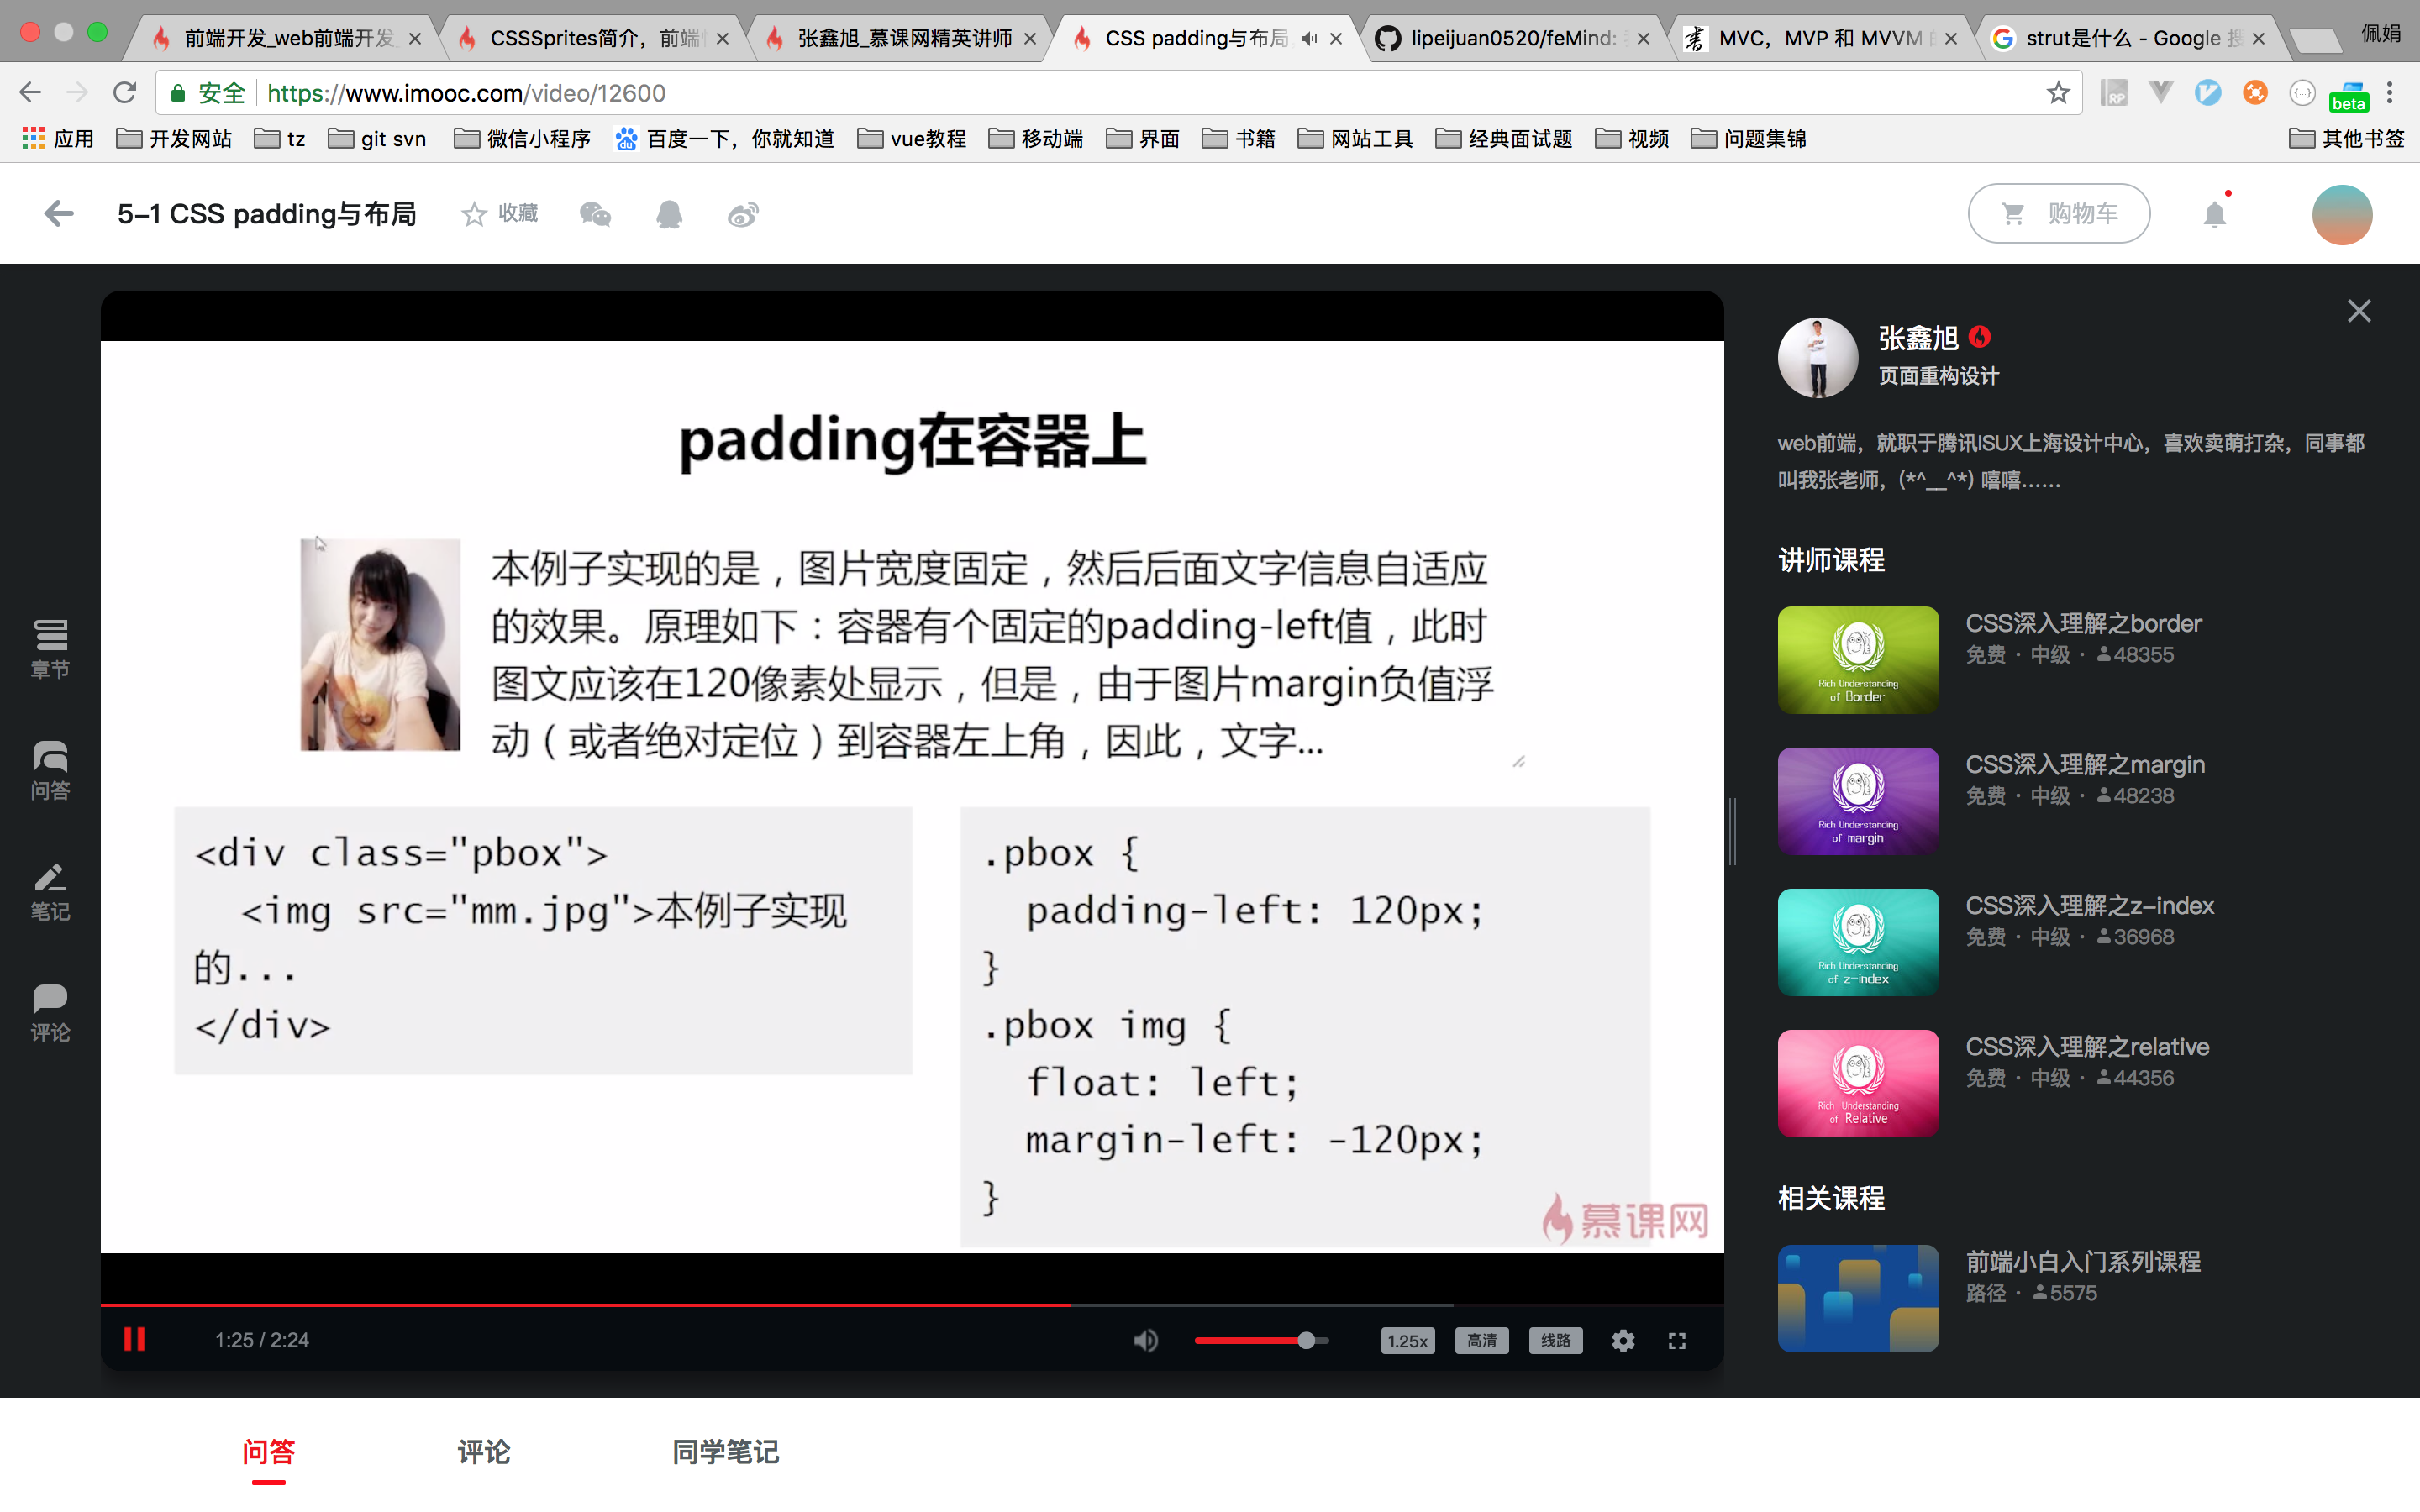 前端开发_web前端开发
CSSSprites简介，前端
张鑫旭_慕课网精英讲师
CSS padding与布局
lipeijuan0520/feMind:
MVC，MVP 和 MVVM
strut是什么 - Google 搜
佩娟
安全 https://www.imooc.com/video/12600
beta
应用 开发网站 tz git svn 微信小程序 百度一下，你就知道 vue教程 移动端 界面 书籍 网站工具 经典面试题 视频 问题集锦 其他书签
5-1 CSS padding与布局 收藏 购物车
章节
问答
笔记
评论
padding在容器上
本例子实现的是，图片宽度固定，然后后面文字信息自适应
的效果。原理如下：容器有个固定的padding-left值，此时
图文应该在120像素处显示，但是，由于图片margin负值浮
动（或者绝对定位）到容器左上角，因此，文字...
<div class="pbox">
<img src="mm.jpg">本例子实现
的...
</div>
.pbox {
padding-left: 120px;
}
.pbox img {
float: left;
margin-left: -120px;
}
慕课网
1:25 / 2:24 1.25x 高清 线路
张鑫旭
页面重构设计
web前端，就职于腾讯ISUX上海设计中心，喜欢卖萌打杂，同事都
叫我张老师，(*^__^*) 嘻嘻……
讲师课程
Rich Understanding
of Border
CSS深入理解之border
免费 · 中级 · 48355
Rich Understanding
of margin
CSS深入理解之margin
免费 · 中级 · 48238
Rich Understanding
of z-index
CSS深入理解之z-index
免费 · 中级 · 36968
Rich Understanding
of Relative
CSS深入理解之relative
免费 · 中级 · 44356
相关课程
前端小白入门系列课程
路径 · 5575
问答 评论 同学笔记